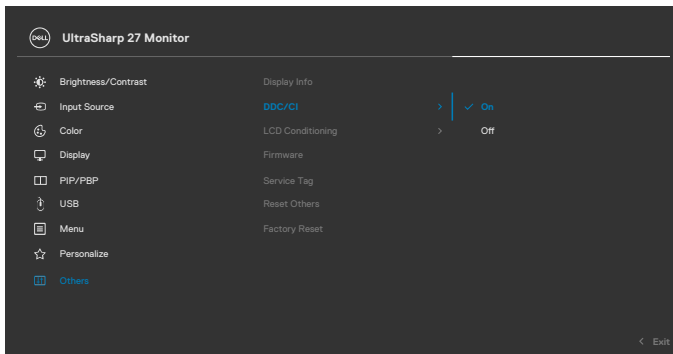 DELL UltraSharp 27 Monitor
Brightness/Contrast Display Info
Input Source DDC/CI > ✓ On
Color LCD Conditioning > Off
Display Firmware
PIP/PBP Service Tag
USB Reset Others
Menu Factory Reset
Personalize
Others
< Exit